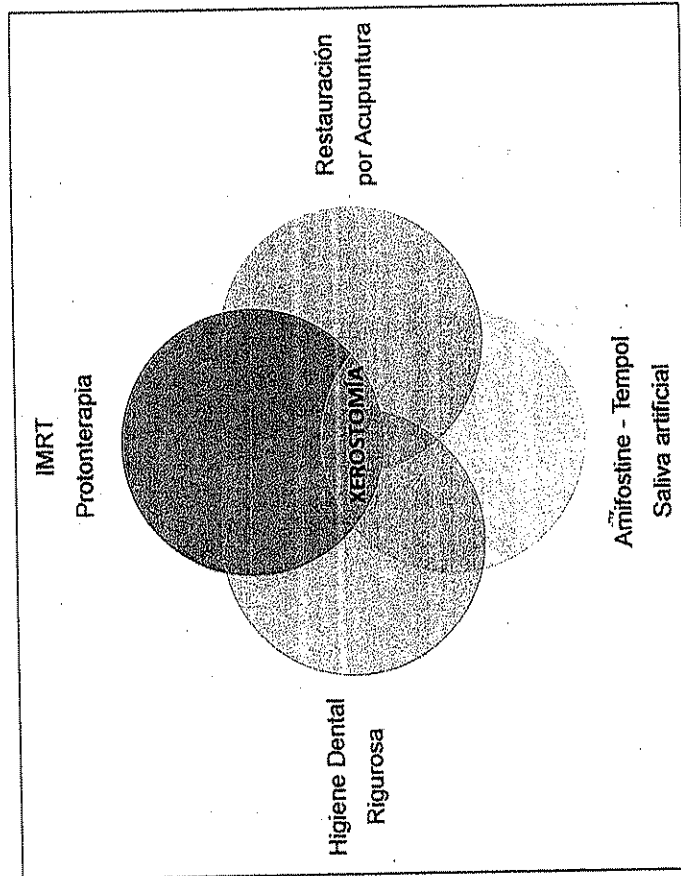 IMRT
Protonterapia
Restauración
por Acupuntura
XEROSTOMÍA
Higiene Dental
Rigurosa
Amifostine - Tempol
Saliva artificial